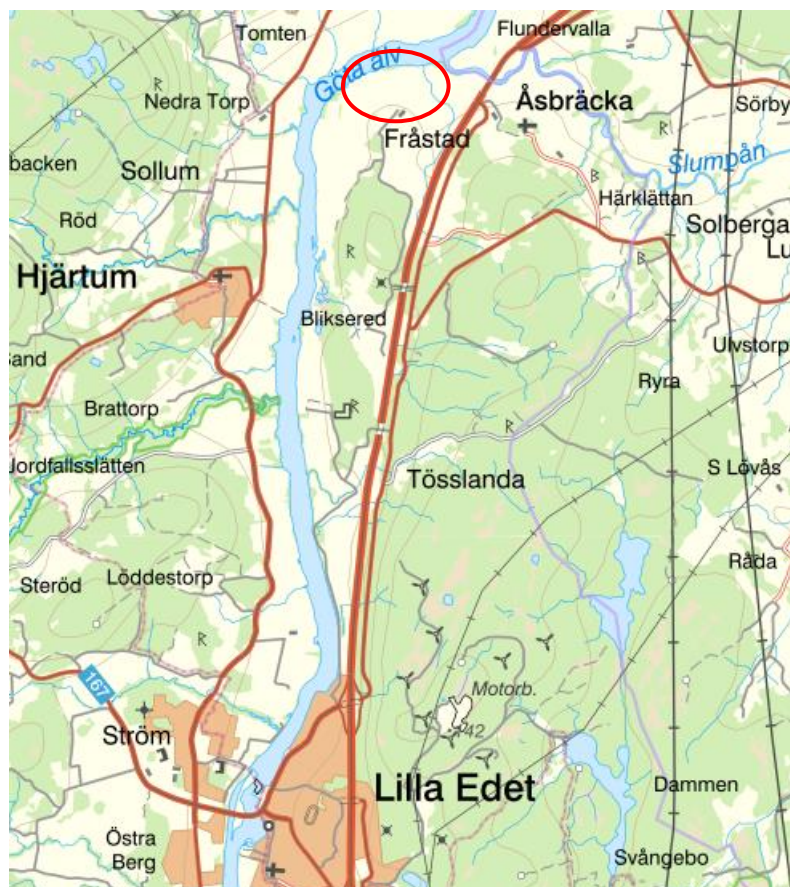 Tomten
Flundervalla
Göta älv
Nedra Torp
Åsbräcka
Sörby
Fråstad
backen
Sollum
Slumpån
Härklättan
Röd
Solberga
Lu
Hjärtum
Bliksered
Sand
Ulvstorp
Ryra
Brattorp
Jordfallsslätten
Tösslanda
S Lövås
Råda
Steröd
Löddestorp
167
Motorb.
142
Ström
Lilla Edet
Dammen
Östra
Berg
Svångebo
R
R
R
R
R
R
R